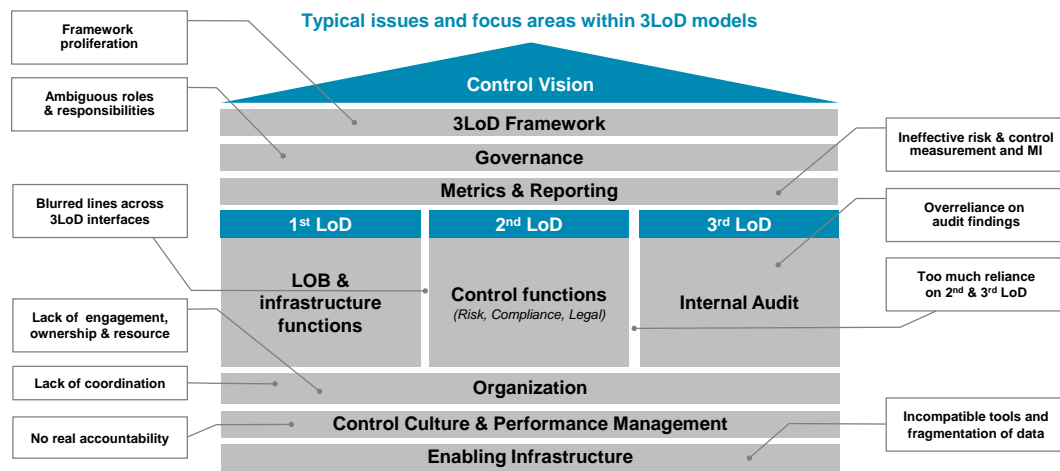 Typical issues and focus areas within 3LoD models
Framework
proliferation
Control Vision
Ambiguous roles
& responsibilities
3LoD Framework
Ineffective risk & control
measurement and MI
Governance
Metrics & Reporting
Blurred lines across
3LoD interfaces
Overreliance on
audit findings
1st LoD
2nd LoD
3rd LoD
LOB &
infrastructure
functions
Control functions
(Risk, Compliance, Legal)
Internal Audit
Too much reliance
on 2nd & 3rd LoD
Lack of engagement,
ownership & resource
Lack of coordination
Organization
Control Culture & Performance Management
No real accountability
Incompatible tools and
fragmentation of data
Enabling Infrastructure